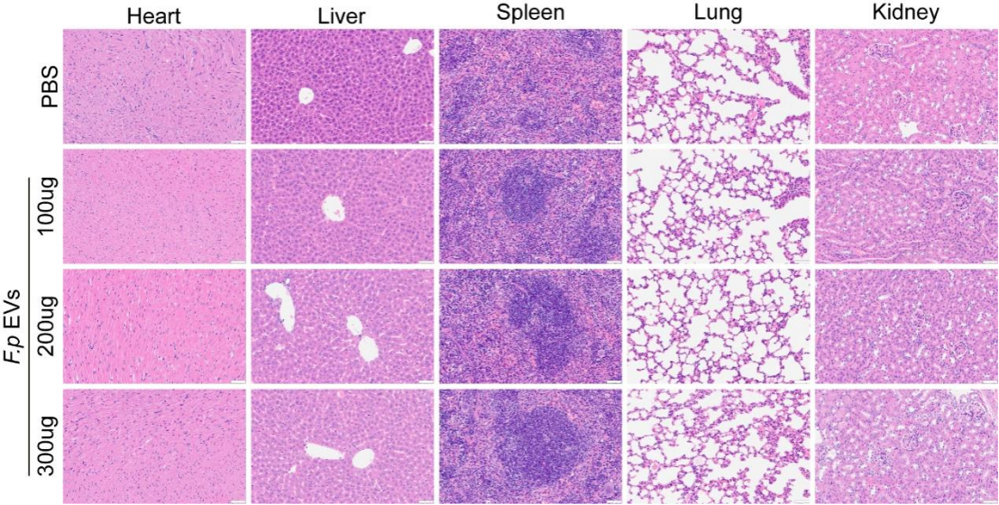 Heart Liver Spleen Lung Kidney
PBS
F.p EVs
100ug
200ug
300ug